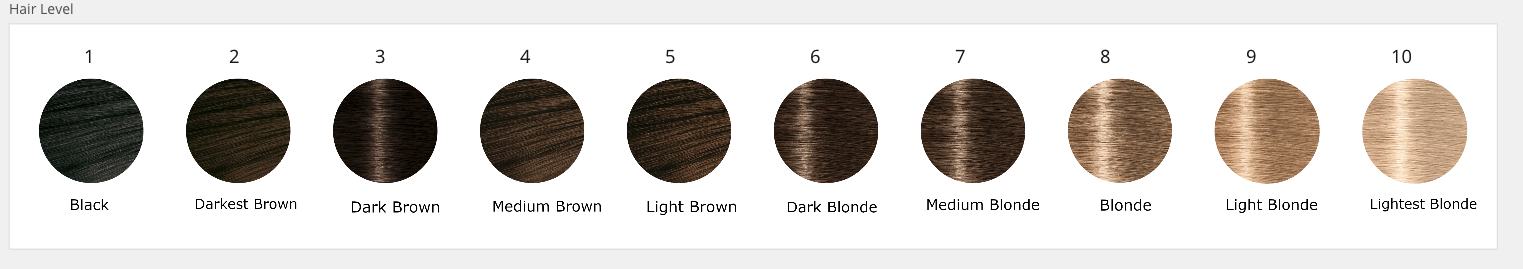 Hair Level
1 2 3 4 5 6 7 8 9 10
Black Darkest Brown Dark Brown Medium Brown Light Brown Dark Blonde Medium Blonde Blonde Light Blonde Lightest Blonde